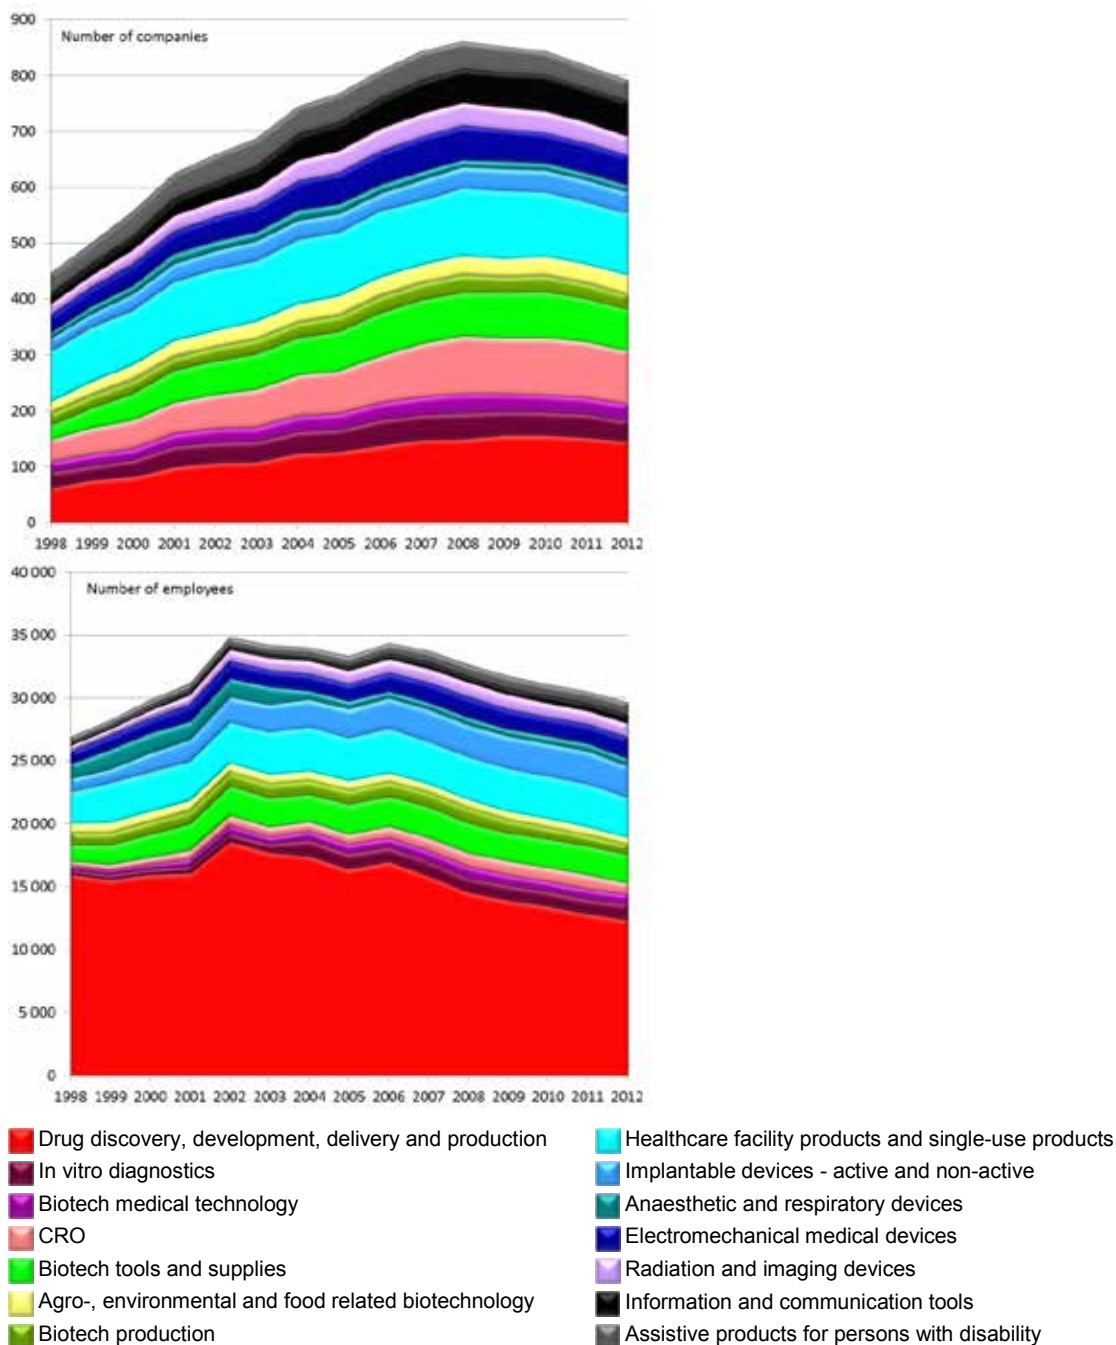 Number of companies
900
800
700
600
500
400
300
200
100
0
1998 1999 2000 2001 2002 2003 2004 2005 2006 2007 2008 2009 2010 2011 2012
Number of employees
40 000
35 000
30 000
25 000
20 000
15 000
10 000
5 000
0
1998 1999 2000 2001 2002 2003 2004 2005 2006 2007 2008 2009 2010 2011 2012
Drug discovery, development, delivery and production
In vitro diagnostics
Biotech medical technology
CRO
Biotech tools and supplies
Agro-, environmental and food related biotechnology
Biotech production
Healthcare facility products and single-use products
Implantable devices - active and non-active
Anaesthetic and respiratory devices
Electromechanical medical devices
Radiation and imaging devices
Information and communication tools
Assistive products for persons with disability